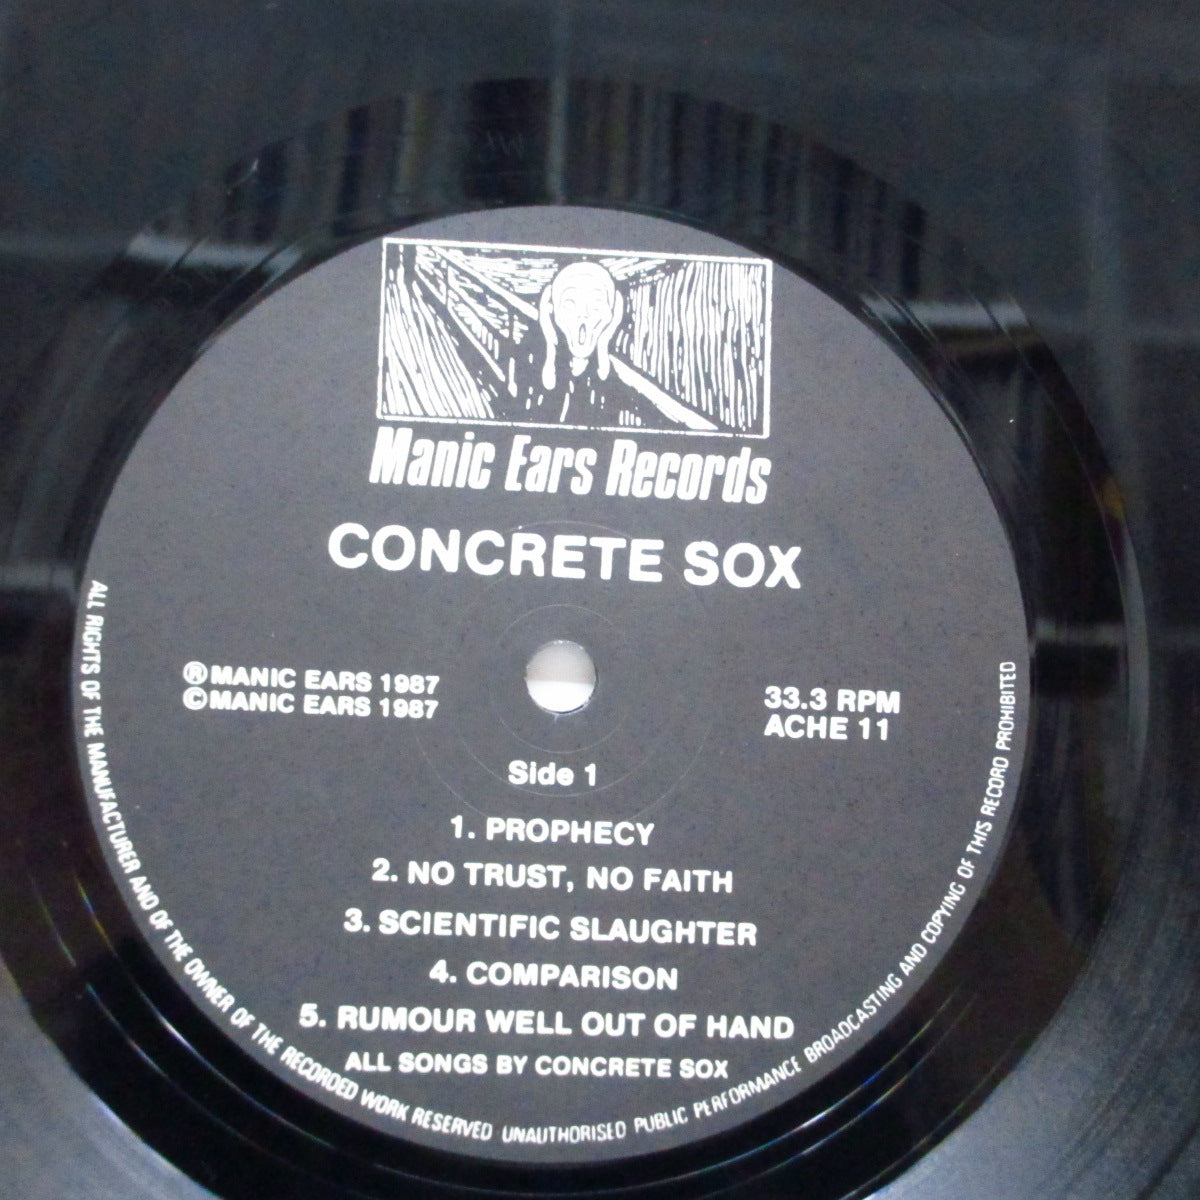 Manic Ears Records
CONCRETE SOX
ⓇMANIC EARS 1987
©MANIC EARS 1987
33.3 RPM
ACHE 11
Side 1
1. PROPHECY
2. NO TRUST, NO FAITH
3. SCIENTIFIC SLAUGHTER
4. COMPARISON
5. RUMOUR WELL OUT OF HAND
ALL SONGS BY CONCRETE SOX
ALL RIGHTS OF THE MANUFACTURER AND OF THE OWNER OF THE RECORDED WORK RESERVED UNAUTHORISED PUBLIC PERFORMANCE BROADCASTING AND COPYING OF THIS RECORD PROHIBITED